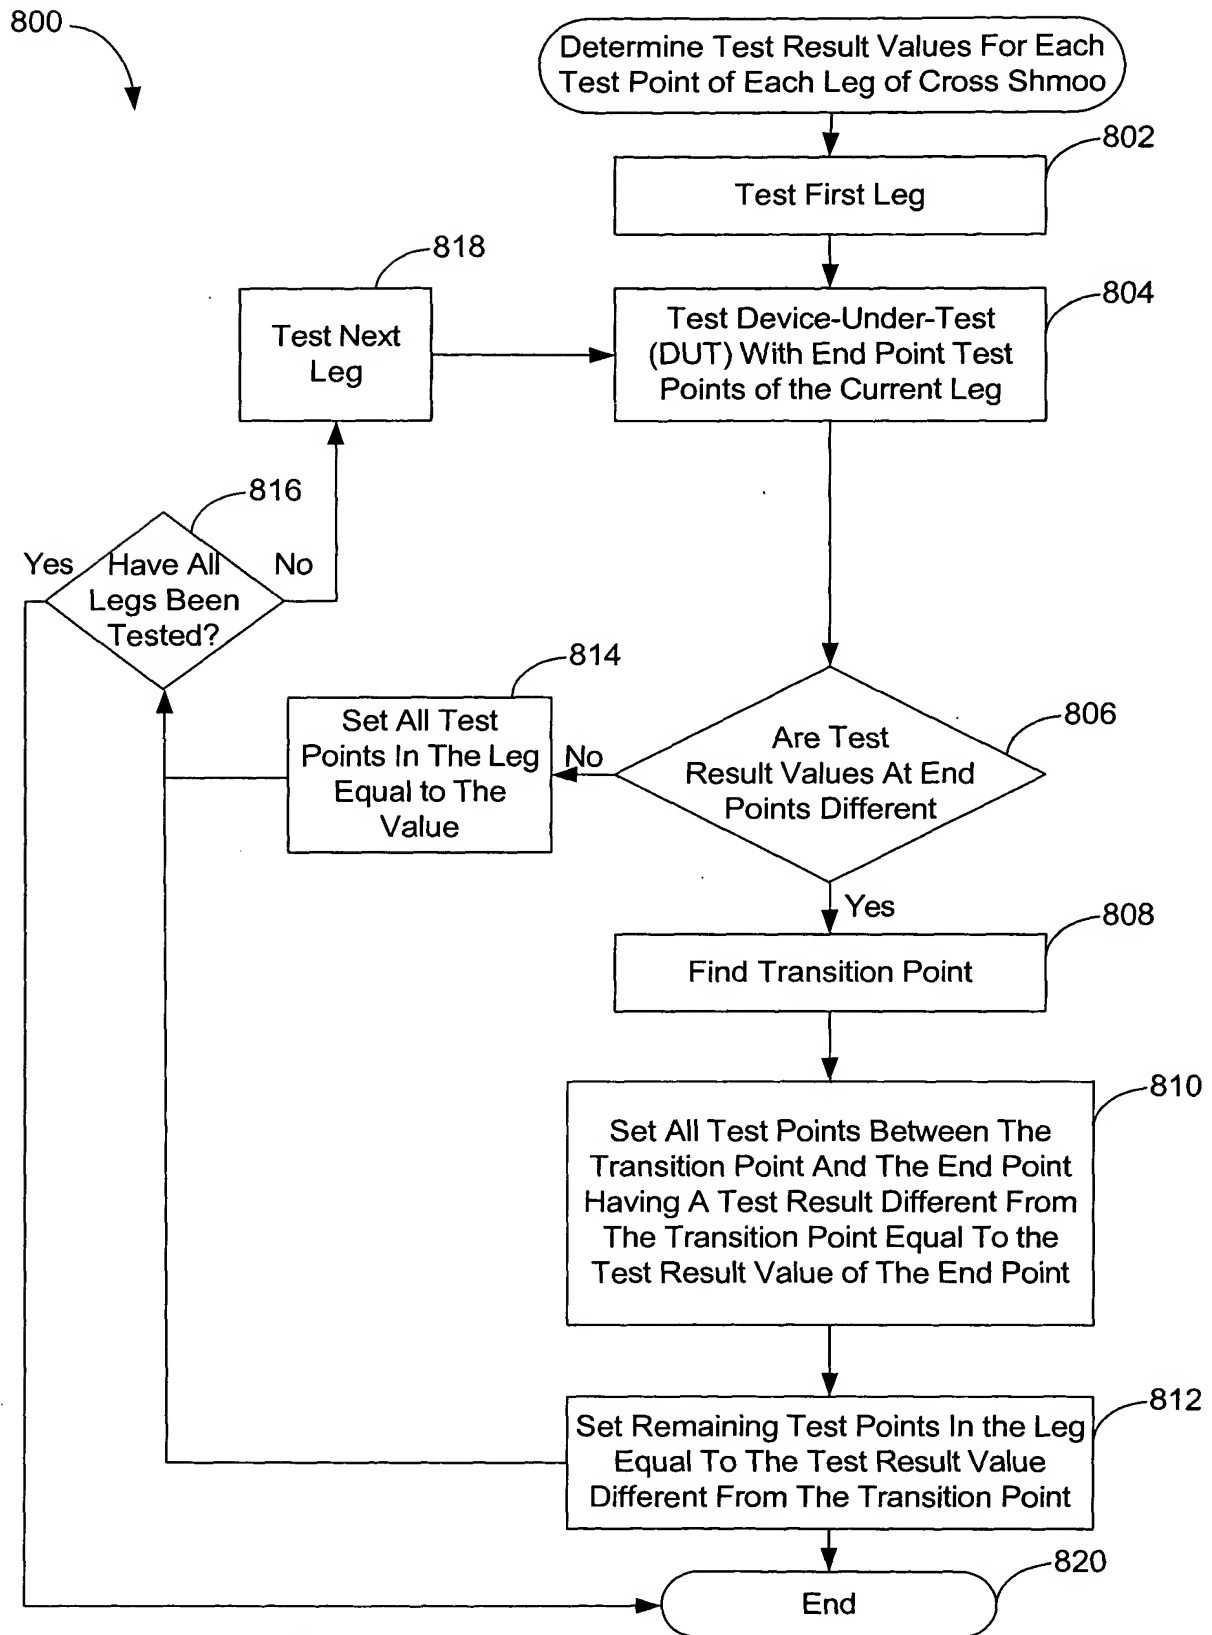 800
Determine Test Result Values For Each
Test Point of Each Leg of Cross Shmoo
802
Test First Leg
818
Test Next
Leg
804
Test Device-Under-Test
(DUT) With End Point Test
Points of the Current Leg
816
Yes
Have All
Legs Been
Tested?
No
814
Set All Test
Points In The Leg
Equal to The
Value
No
806
Are Test
Result Values At End
Points Different
Yes
808
Find Transition Point
810
Set All Test Points Between The
Transition Point And The End Point
Having A Test Result Different From
The Transition Point Equal To the
Test Result Value of The End Point
812
Set Remaining Test Points In the Leg
Equal To The Test Result Value
Different From The Transition Point
820
End